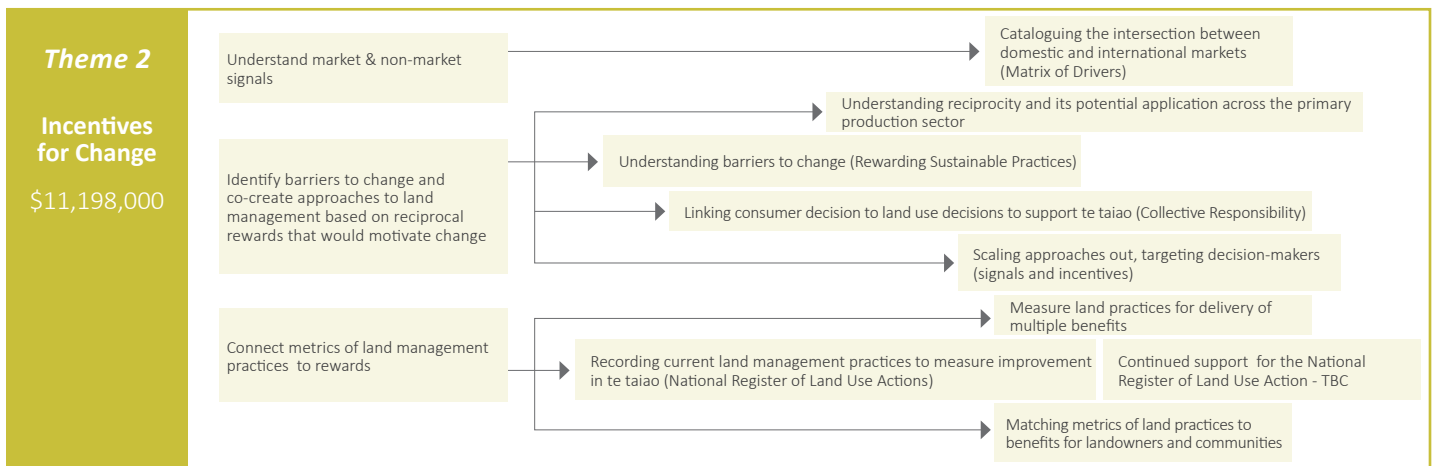 Theme 2
Incentives
for Change
$11,198,000
Understand market & non-market
signals
Cataloguing the intersection between
domestic and international markets
(Matrix of Drivers)
Identify barriers to change and
co-create approaches to land
management based on reciprocal
rewards that would motivate change
Understanding reciprocity and its potential application across the primary
production sector
Understanding barriers to change (Rewarding Sustainable Practices)
Linking consumer decision to land use decisions to support te taiao (Collective Responsibility)
Scaling approaches out, targeting decision-makers
(signals and incentives)
Connect metrics of land management
practices to rewards
Measure land practices for delivery of
multiple benefits
Recording current land management practices to measure improvement
in te taiao (National Register of Land Use Actions)
Continued support for the National
Register of Land Use Action - TBC
Matching metrics of land practices to
benefits for landowners and communities